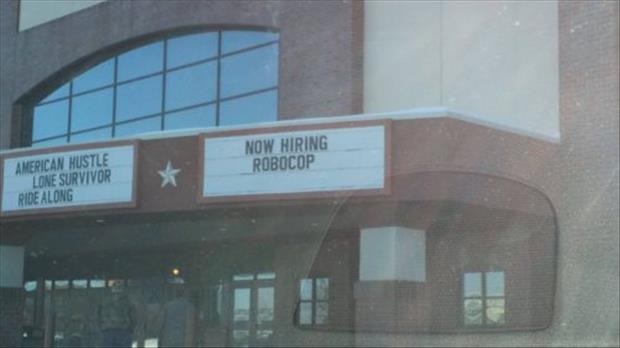 AMERICAN HUSTLE
LONE SURVIVOR
RIDE ALONG
NOW HIRING
ROBOCOP